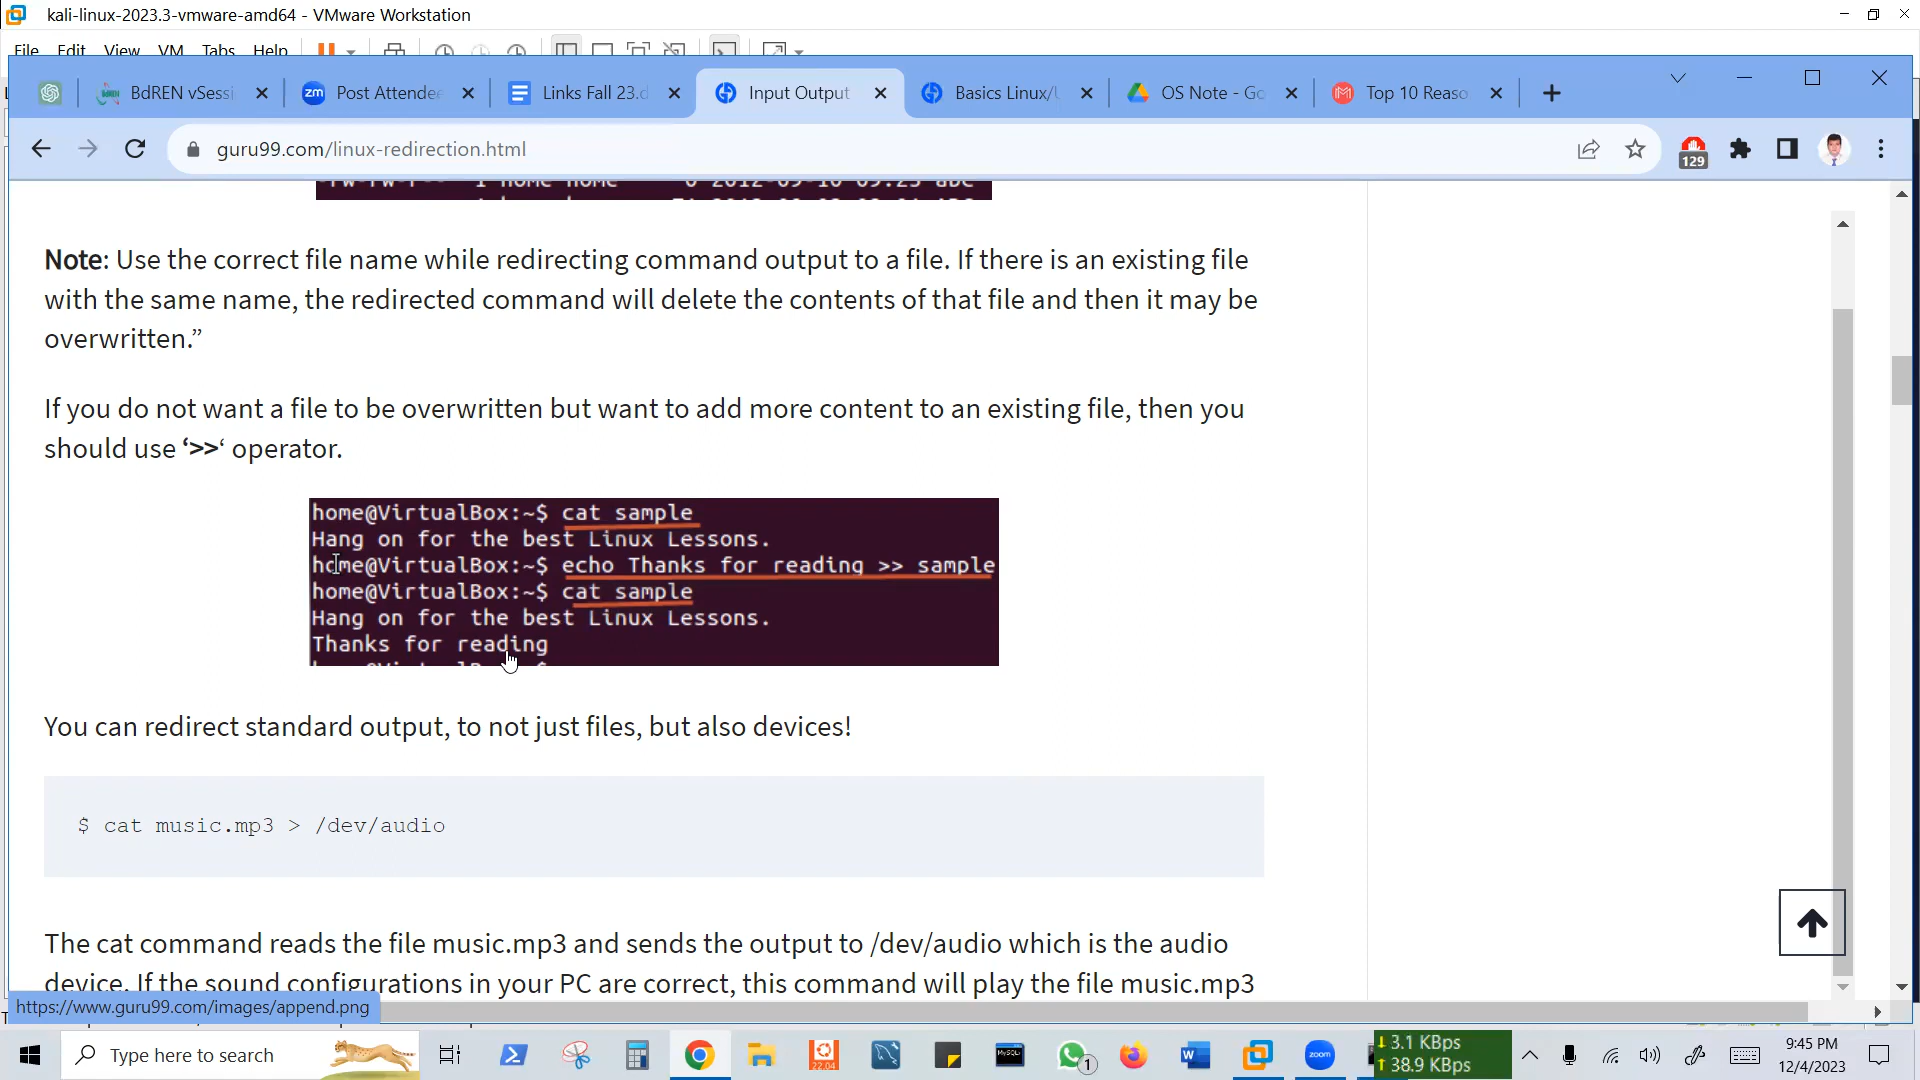 kali-linux-2023.3-vmware-amd64 - VMware Workstation
File Edit View VM Tabs Help
BdREN vSessi
Post Attendee
Links Fall 23.d
Input Output
Basics Linux/U
OS Note - Go
Top 10 Reaso
guru99.com/linux-redirection.html
129
Note: Use the correct file name while redirecting command output to a file. If there is an existing file
with the same name, the redirected command will delete the contents of that file and then it may be
overwritten.”
If you do not want a file to be overwritten but want to add more content to an existing file, then you
should use ‘>>‘ operator.
home@VirtualBox:~$ cat sample
Hang on for the best Linux Lessons.
home@VirtualBox:~$ echo Thanks for reading >> sample
home@VirtualBox:~$ cat sample
Hang on for the best Linux Lessons.
Thanks for reading
You can redirect standard output, to not just files, but also devices!
$ cat music.mp3 > /dev/audio
The cat command reads the file music.mp3 and sends the output to /dev/audio which is the audio
device. If the sound configurations in your PC are correct, this command will play the file music.mp3
https://www.guru99.com/images/append.png
Type here to search
22.04
MySQL
1
W
zoom
3.1 KBps
38.9 KBps
9:45 PM
12/4/2023